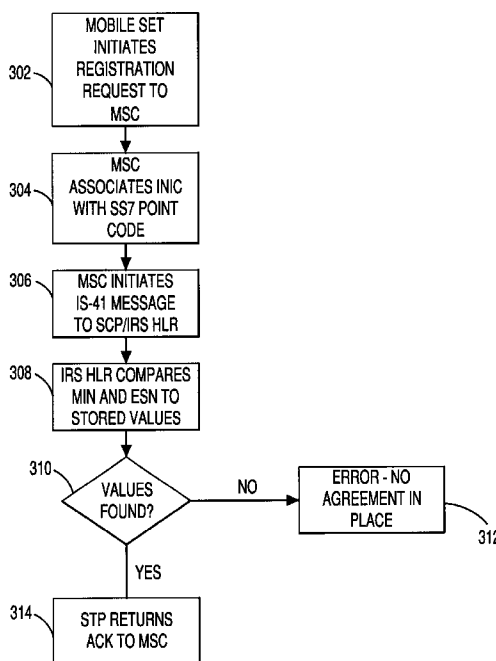 302
MOBILE SET
INITIATES
REGISTRATION
REQUEST TO
MSC
304
MSC
ASSOCIATES INIC
WITH SS7 POINT
CODE
306
MSC INITIATES
IS-41 MESSAGE
TO SCP/IRS HLR
308
IRS HLR COMPARES
MIN AND ESN TO
STORED VALUES
310
VALUES
FOUND?
NO
ERROR - NO
AGREEMENT IN
PLACE
312
YES
314
STP RETURNS
ACK TO MSC